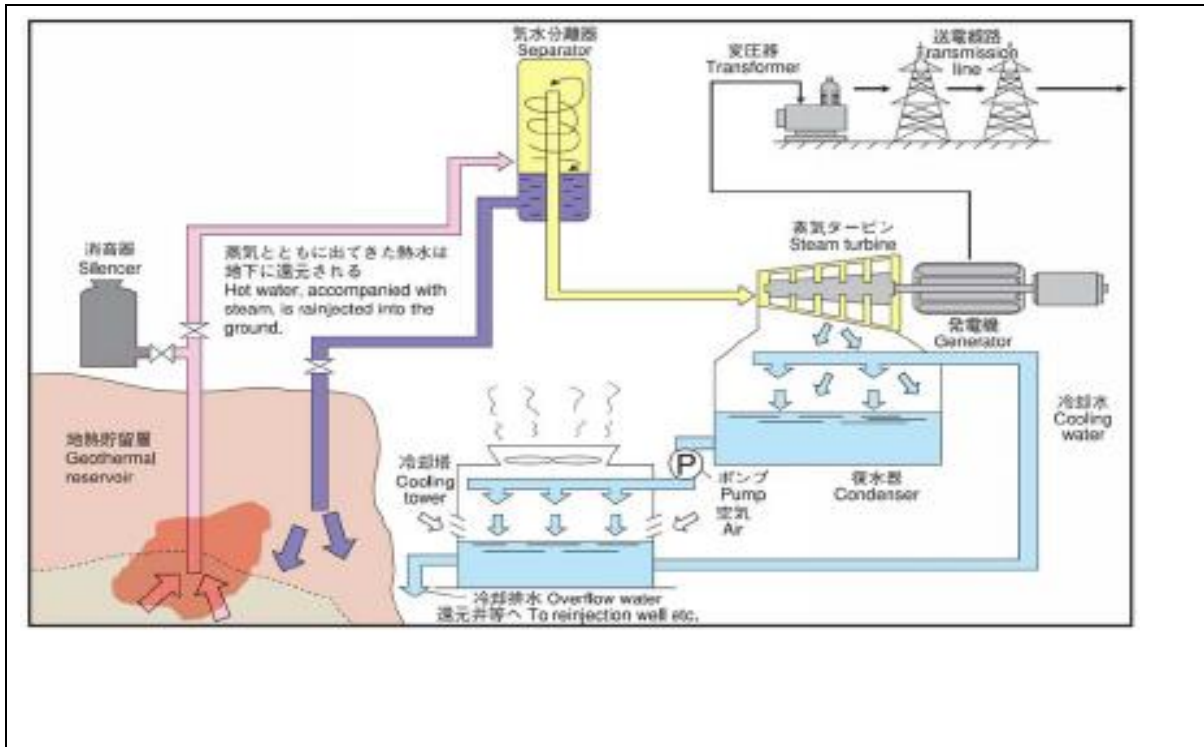 気水分離器
Separator
変圧器
Transformer
送電線路
Transmission
line
消音器
Silencer
蒸気とともに出てきた熱水は
地下に還元される
Hot water, accompanied with
steam, is rainjected into the
ground.
蒸気タービン
Steam turbine
発電機
Generator
地熱貯留層
Geothermal
reservoir
冷却塔
Cooling
tower
P
ポンプ
Pump
空気
Air
復水器
Condenser
冷却水
Cooling
water
冷却排水 Overflow water
還元井等へ To reinjection well etc.